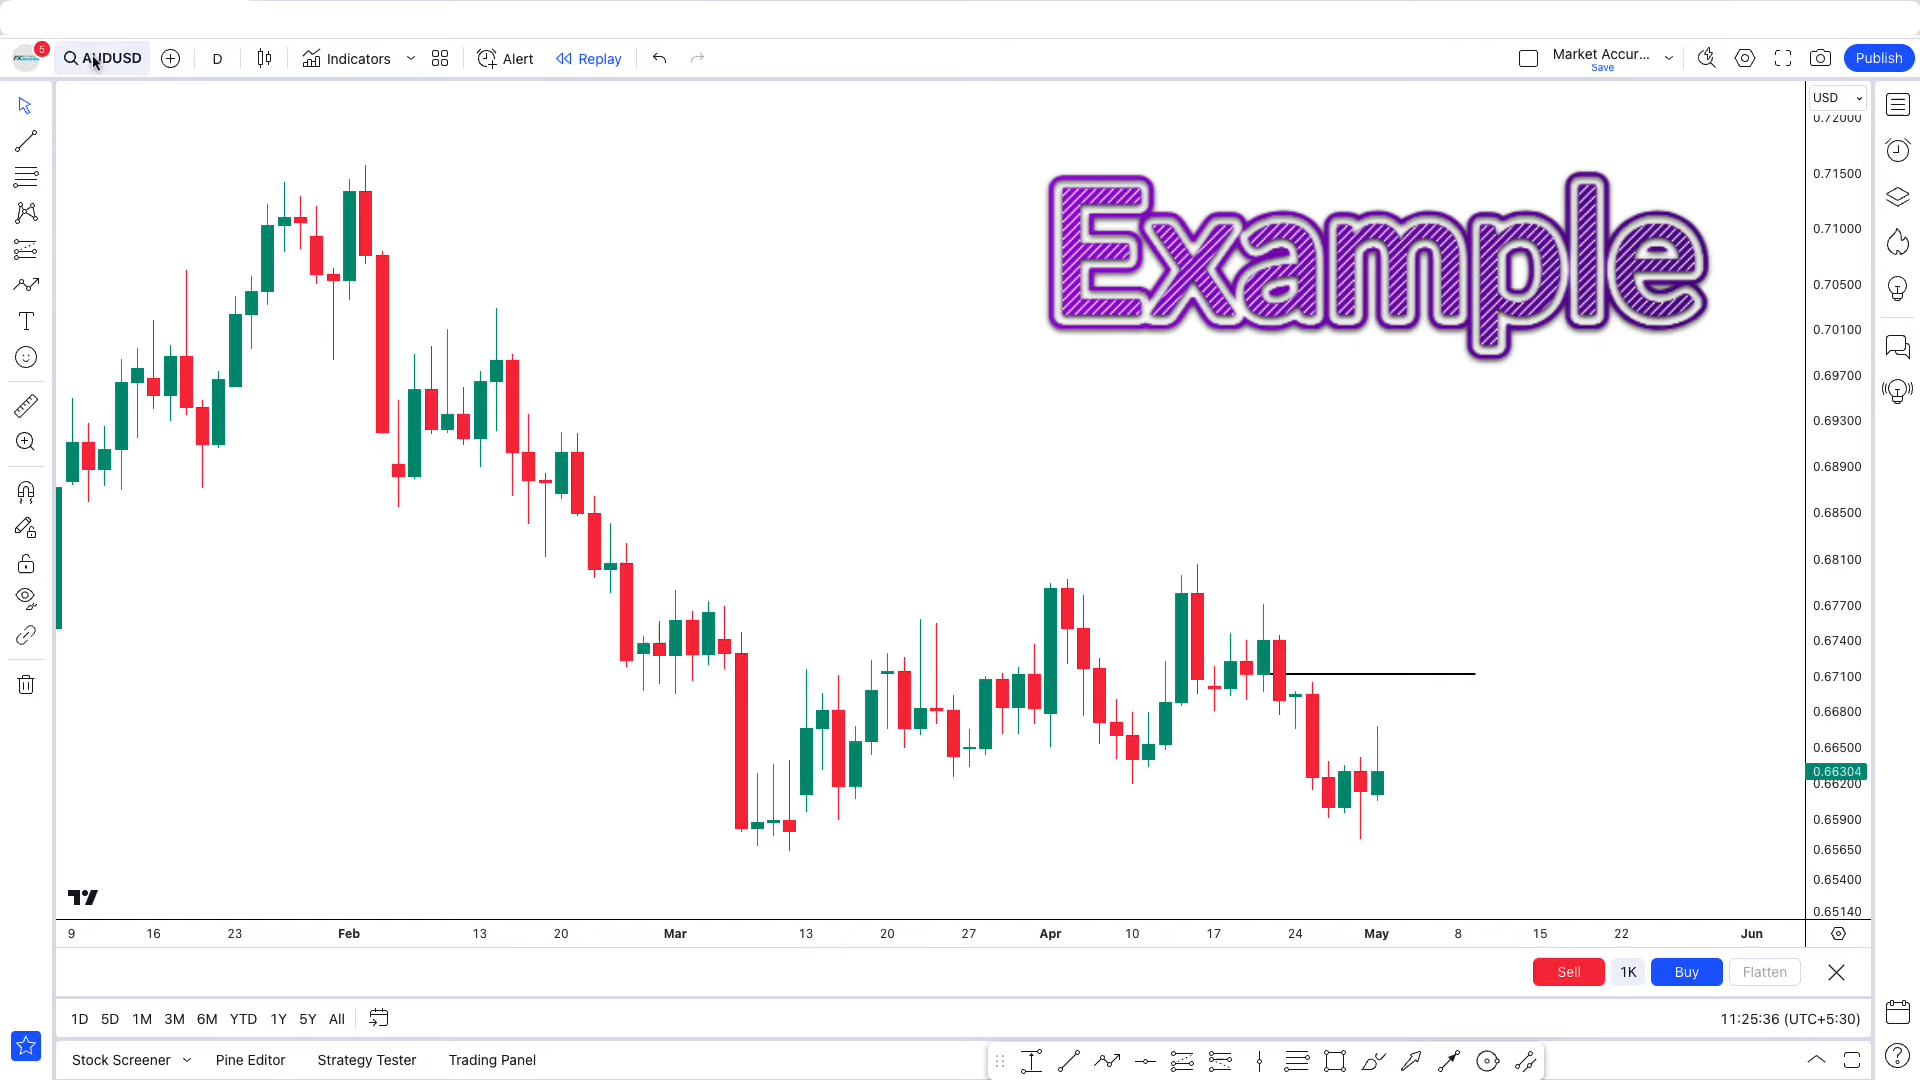 5
AUDUSD
D
Indicators
Alert
Replay
Market Accur...
Save
Publish
USD
0.72000
0.71500
0.71000
0.70500
0.70100
0.69700
0.69300
0.68900
0.68500
0.68100
0.67700
0.67400
0.67100
0.66800
0.66500
0.66304
0.66200
0.65900
0.65650
0.65400
0.65140
Example
9 16 23 Feb 13 20 Mar 13 20 27 Apr 10 17 24 May 8 15 22 Jun
Sell 1K Buy Flatten
1D 5D 1M 3M 6M YTD 1Y 5Y All
11:25:36 (UTC+5:30)
Stock Screener Pine Editor Strategy Tester Trading Panel